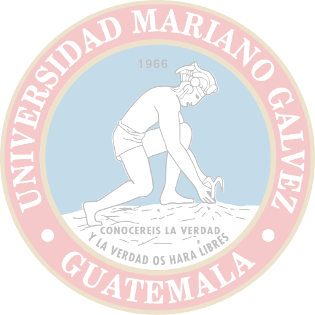 UNIVERSIDAD MARIANO GALVEZ
1966
CONOCEREIS LA VERDAD
Y LA VERDAD OS HARA LIBRES
GUATEMALA